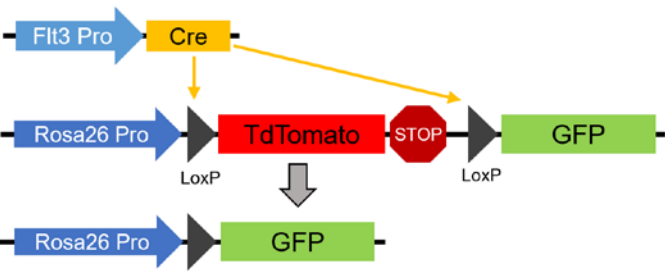 Flt3 Pro
Cre
Rosa26 Pro
TdTomato
STOP
GFP
LoxP
LoxP
Rosa26 Pro
GFP